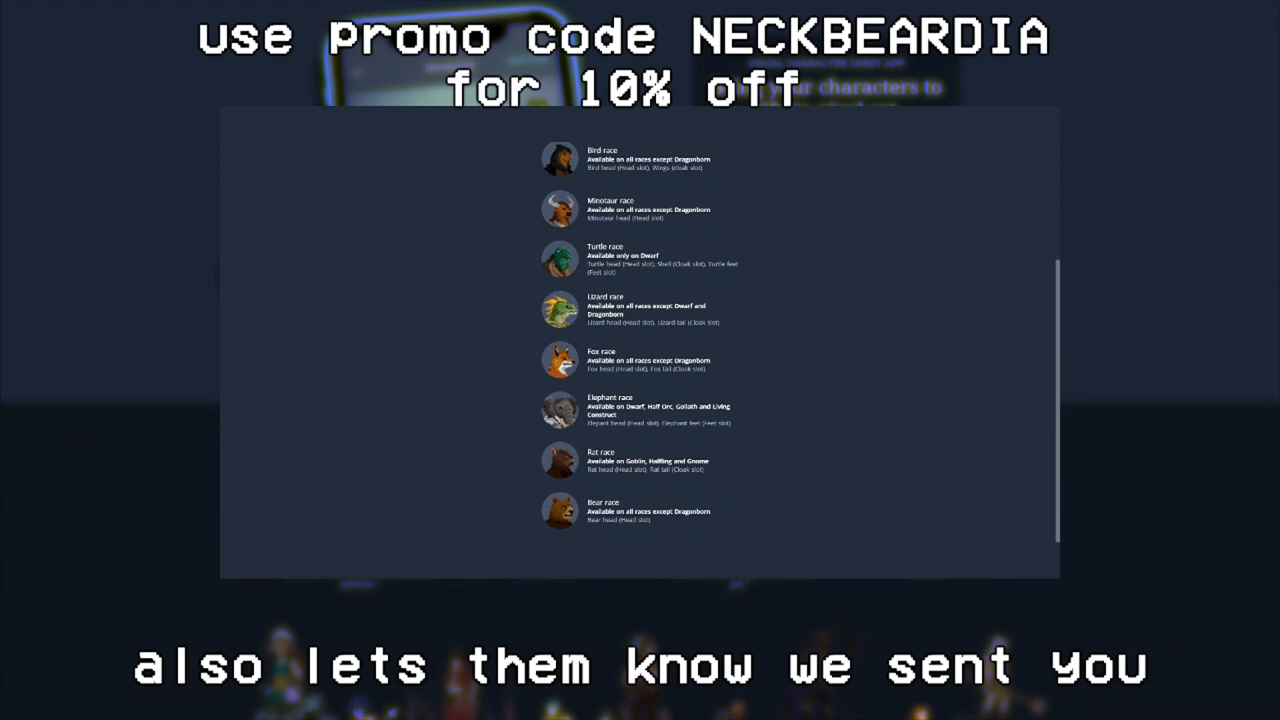 use promo code NECKBEARDIA
for 10% off
VISUAL CHARACTER SHEET APP
your characters to
Bird race
Available on all races except Dragonborn
Bird head (Head slot), Wings (cloak slot)
Minotaur race
Available on all races except Dragonborn
Minotaur head (Head slot)
Turtle race
Available only on Dwarf
Turtle head (Head slot), Shell (Cloak slot), Turtle feet
(Feet slot)
Lizard race
Available on all races except Dwarf and
Dragonborn
Lizard head (Head slot), Lizard tail (Cloak slot)
Fox race
Available on all races except Dragonborn
Fox head (Head slot), Fox tail (Cloak slot)
Elephant race
Available on Dwarf, Half Orc, Goliath and Living
Construct
Elepant head (Head slot), Elephant feet (Feet slot)
Rat race
Available on Goblin, Halfling and Gnome
Rat head (Head slot), Rat tail (Cloak slot)
Bear race
Available on all races except Dragonborn
Bear head (Head slot)
also lets them know we sent you